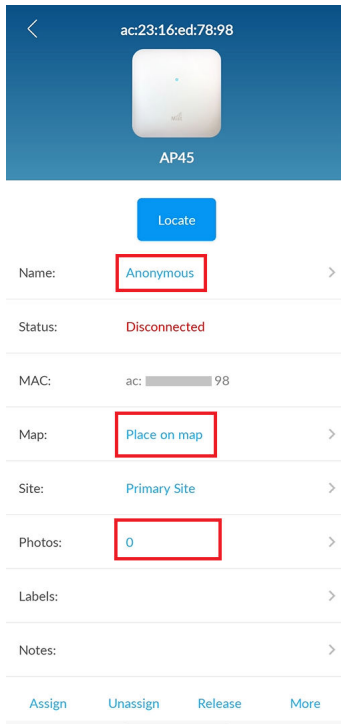 ac:23:16:ed:78:98
AP45
Locate
Name: Anonymous
Status: Disconnected
MAC: ac: 98
Map: Place on map
Site: Primary Site
Photos: 0
Labels:
Notes:
Assign Unassign Release More